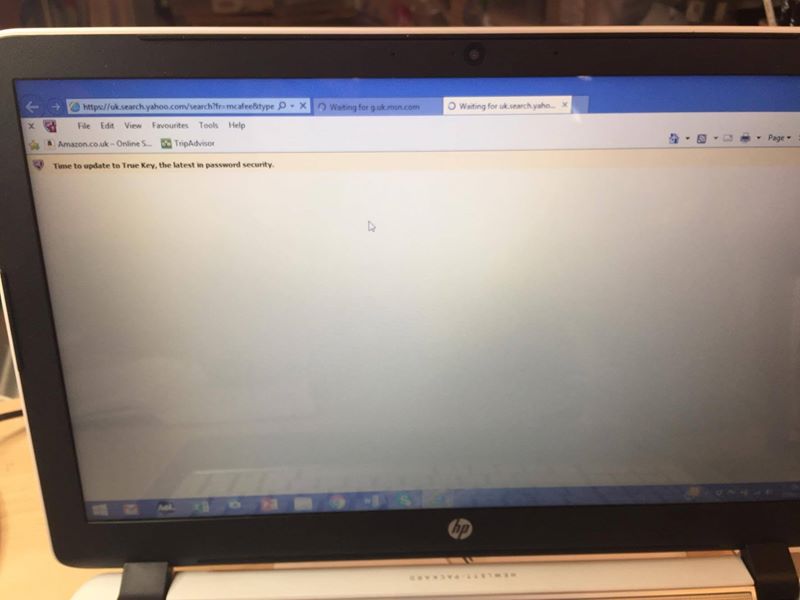 https://uk.search.yahoo.com/search?fr=mcafee&type
Waiting for g.uk.msn.com
Waiting for uk.search.yaho...
File Edit View Favourites Tools Help
Amazon.co.uk – Online S... TripAdvisor
Page
Time to update to True Key, the latest in password security.
Aol.
hp
HEWLETT-PACKARD